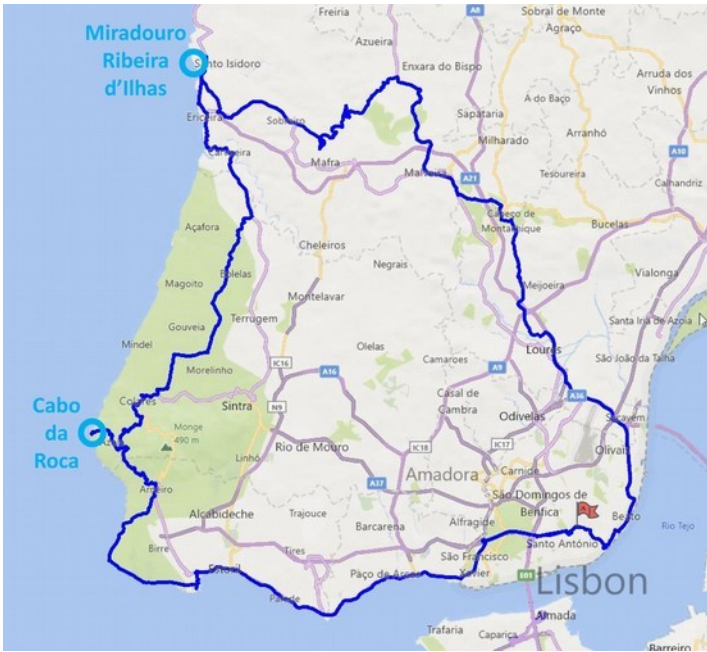 Freiria
Sobral de Monte
Agraço
A8
Miradouro
Ribeira
d'Ilhas
Azueira
Santo Isidoro
Enxara do Bispo
Arruda dos
Vinhos
A do Baço
Sapataria
Ericeira
Sobreiro
Arranhó
Milharado
A10
Carvoeira
Mafra
Malveira
A21
Tesoureira
Calhandriz
Cabeço de
Montachique
Açafora
Bucelas
Cheleiros
Negrais
Bolelas
Vialonga
Magoito
Meijoeira
Montelavar
Gouveia
Terrugem
Santa Iria de Azoia
Mindel
Olelas
Loures
São João da Talha
IC16
Camaroes
Morelinho
A16
A9
Cabo
da
Roca
Colares
Sintra
N9
Casal de
Cambra
A36
Odivelas
Sacavém
Monge
490 m
Rio de Mouro
IC18
IC17
Olivais
Linhó
Amadora
Carnide
A37
São Domingos de
Benfica
Alcabideche
Trajouce
Barcarena
Alfragide
Beato
Rio Tejo
Birre
Tires
São Francisco
Xavier
Santo António
Estoril
Paço de Arcos
E01
Lisbon
Parede
Almada
Trafaria
Caparica
Barreiro